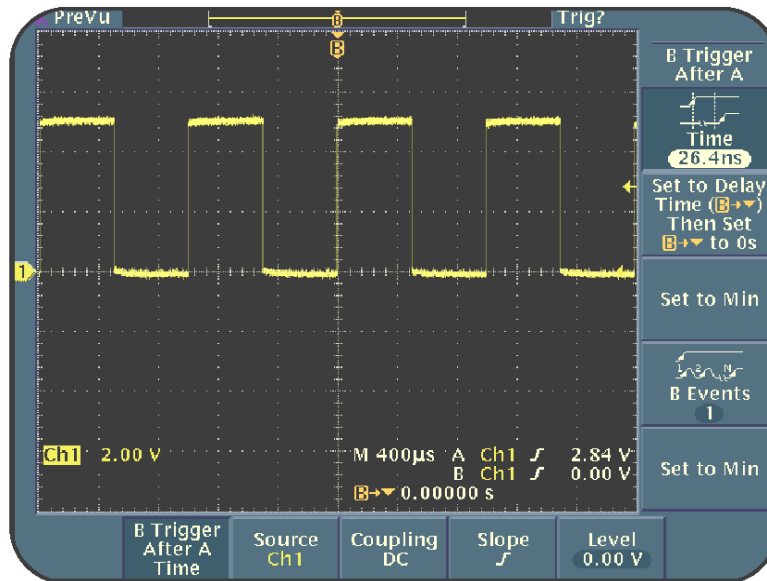 PreVu
Trig?
B
B
B Trigger
After A
Time
26.4ns
Set to Delay
Time (B→▼)
Then Set
B→▼ to 0s
Set to Min
1 2 N
B Events
1
Set to Min
1
Ch1 2.00 V
M 400µs A Ch1 ∫ 2.84 V
B Ch1 ∫ 0.00 V
B→▼ 0.00000 s
B Trigger
After A
Time
Source
Ch1
Coupling
DC
Slope
∫
Level
0.00 V